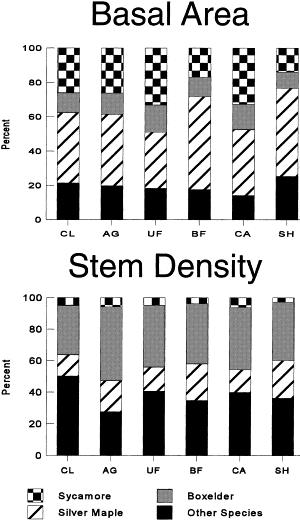 Basal Area
100
80
60
40
20
0
Percent
CL AG UF BF CA SH
Stem Density
100
80
60
40
20
0
Percent
CL AG UF BF CA SH
Sycamore Boxelder
Silver Maple Other Species